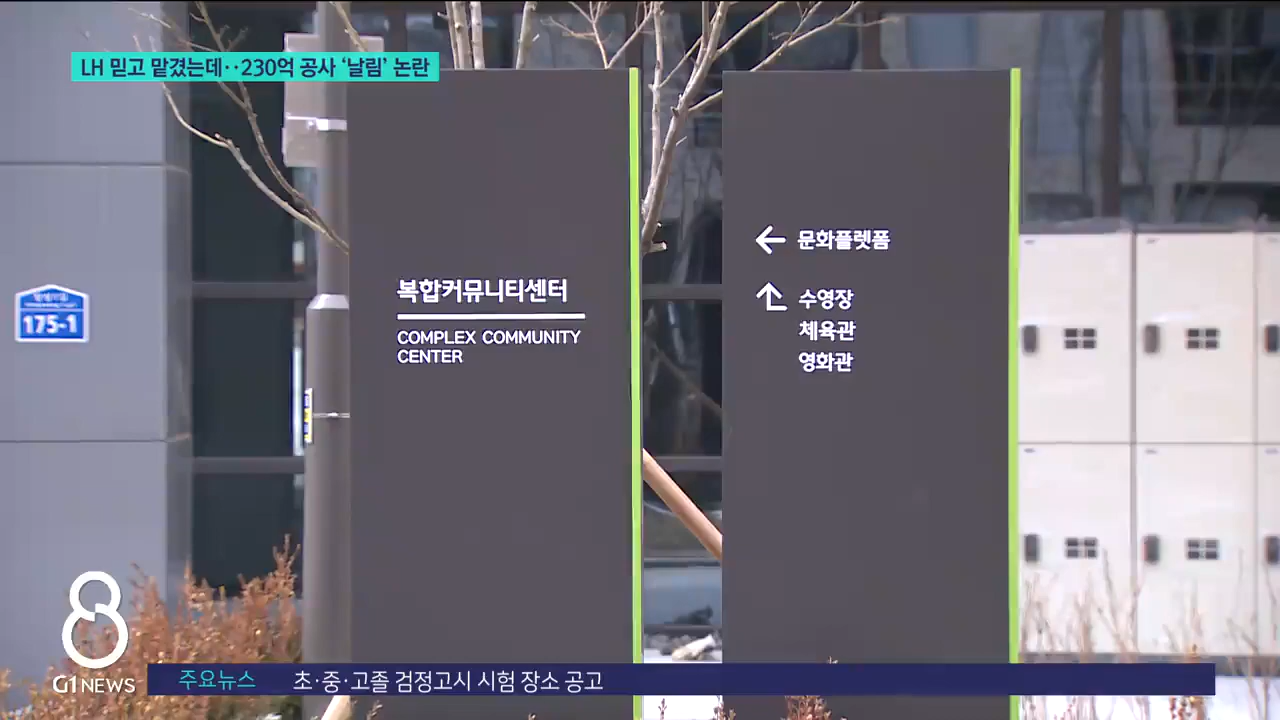 LH 믿고 맡겼는데‥230억 공사 ‘날림’ 논란
문화플렛폼
복합커뮤니티센터
수영장
COMPLEX COMMUNITY
체육관
CENTER
영화관
175-1
8
G1 NEWS
주요뉴스 초·중·고졸 검정고시 시험 장소 공고